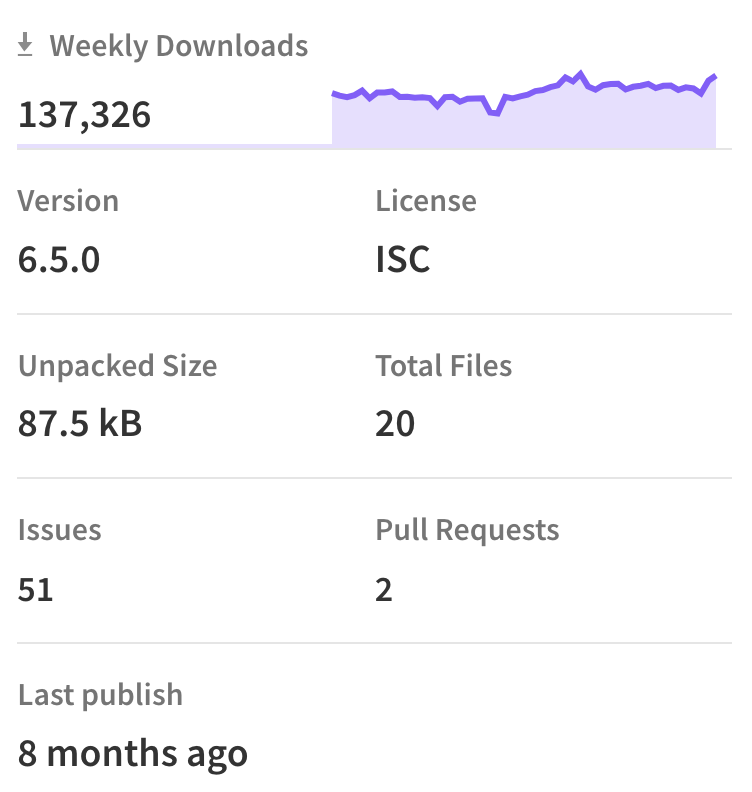 Weekly Downloads
137,326
Version
License
6.5.0
ISC
Unpacked Size
Total Files
87.5 kB
20
Issues
Pull Requests
51
2
Last publish
8 months ago